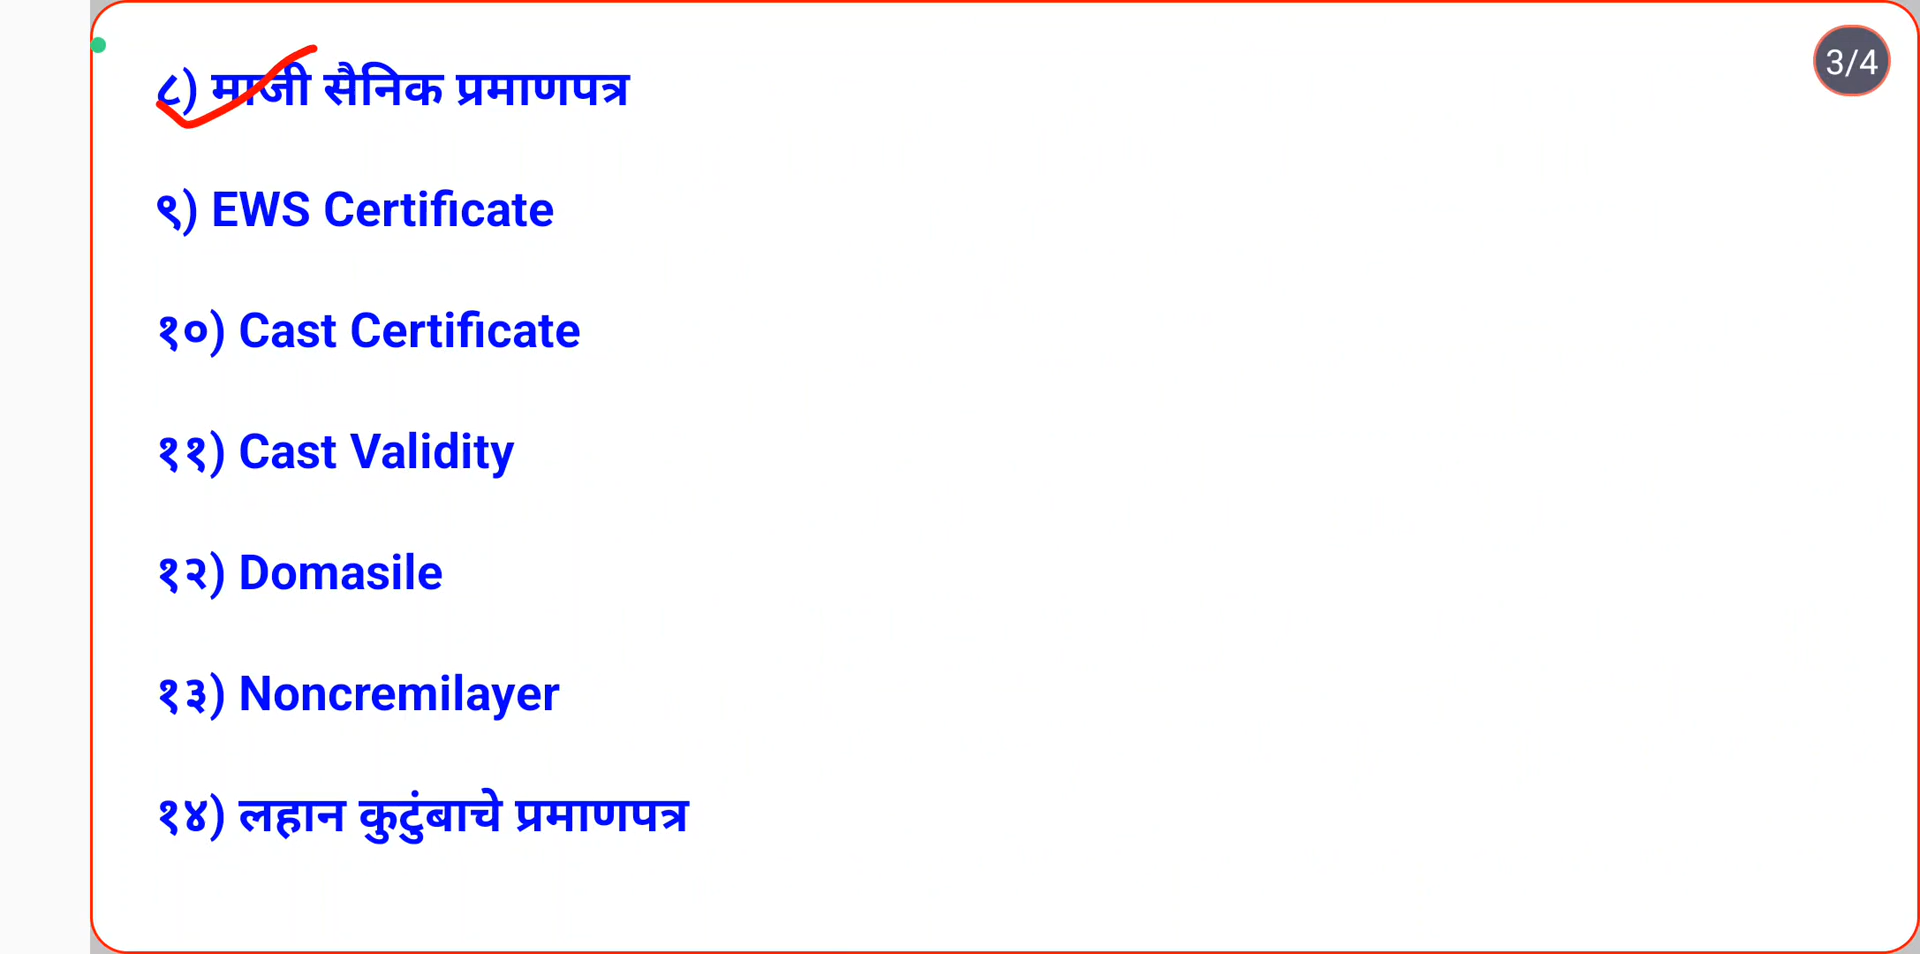 ८) माजी सैनिक प्रमाणपत्र
3/4
९) EWS Certificate
१०) Cast Certificate
११) Cast Validity
१२) Domasile
१३) Noncremilayer
१४) लहान कुटुंबाचे प्रमाणपत्र